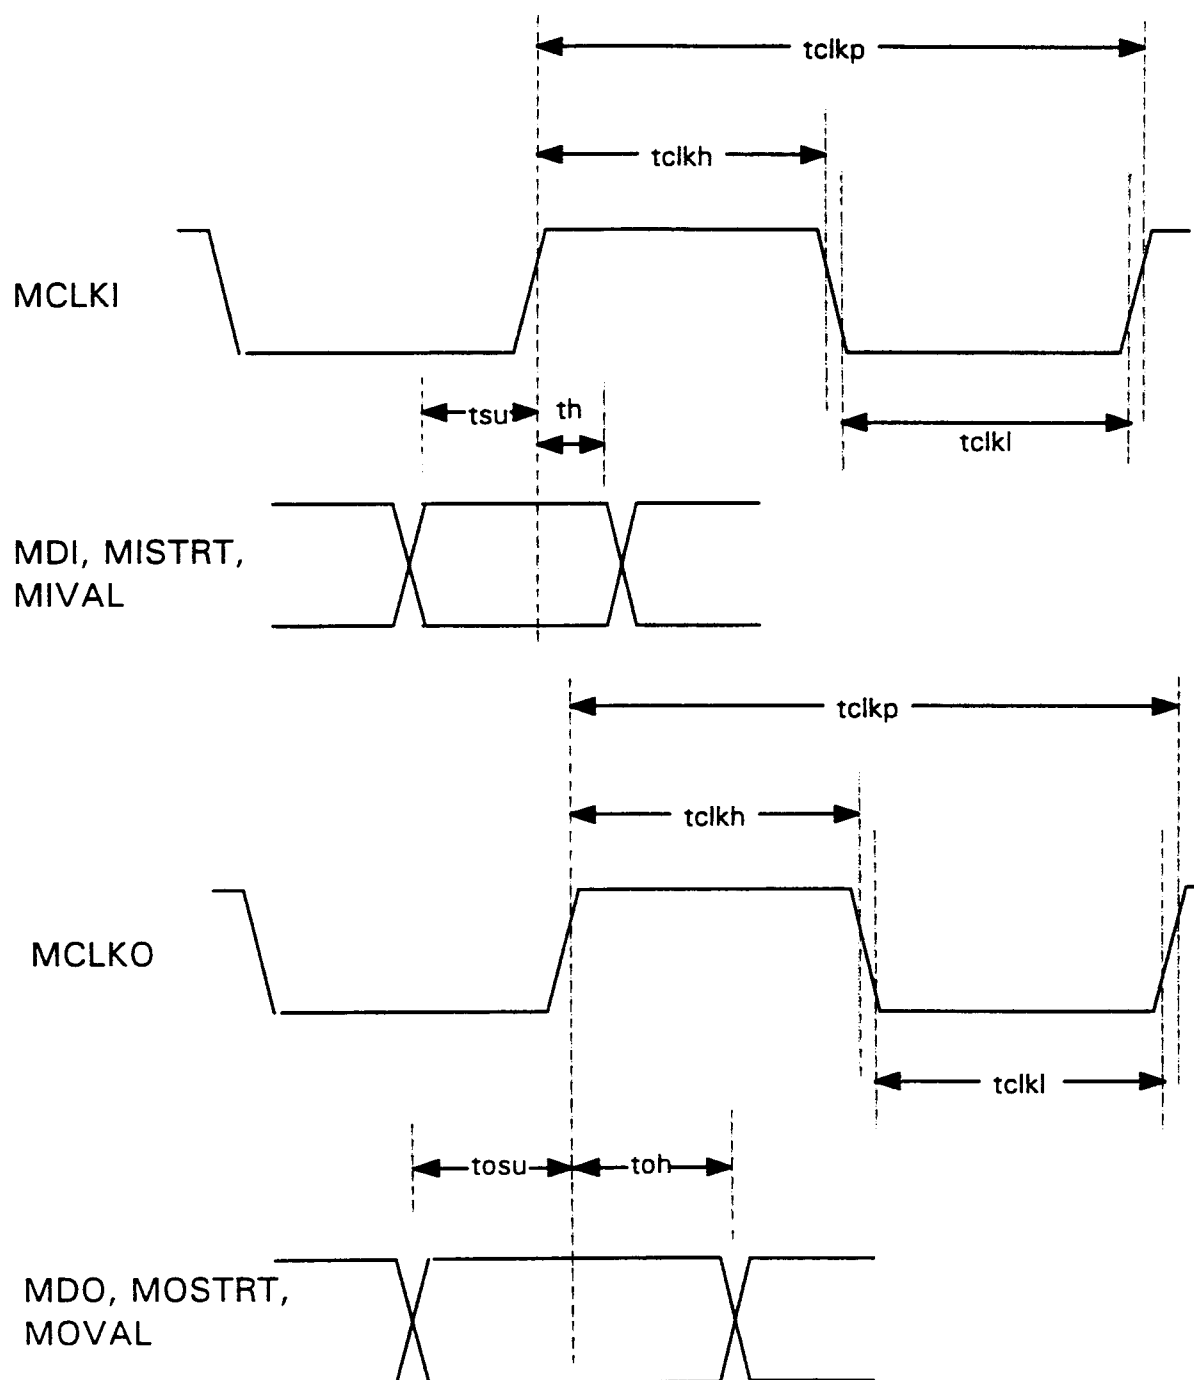 tclkp
tclkh
MCLKI
tsu
th
tclkl
MDI, MISTRT,
MIVAL
tclkp
tclkh
MCLKO
tclkl
tosu
toh
MDO, MOSTRT,
MOVAL